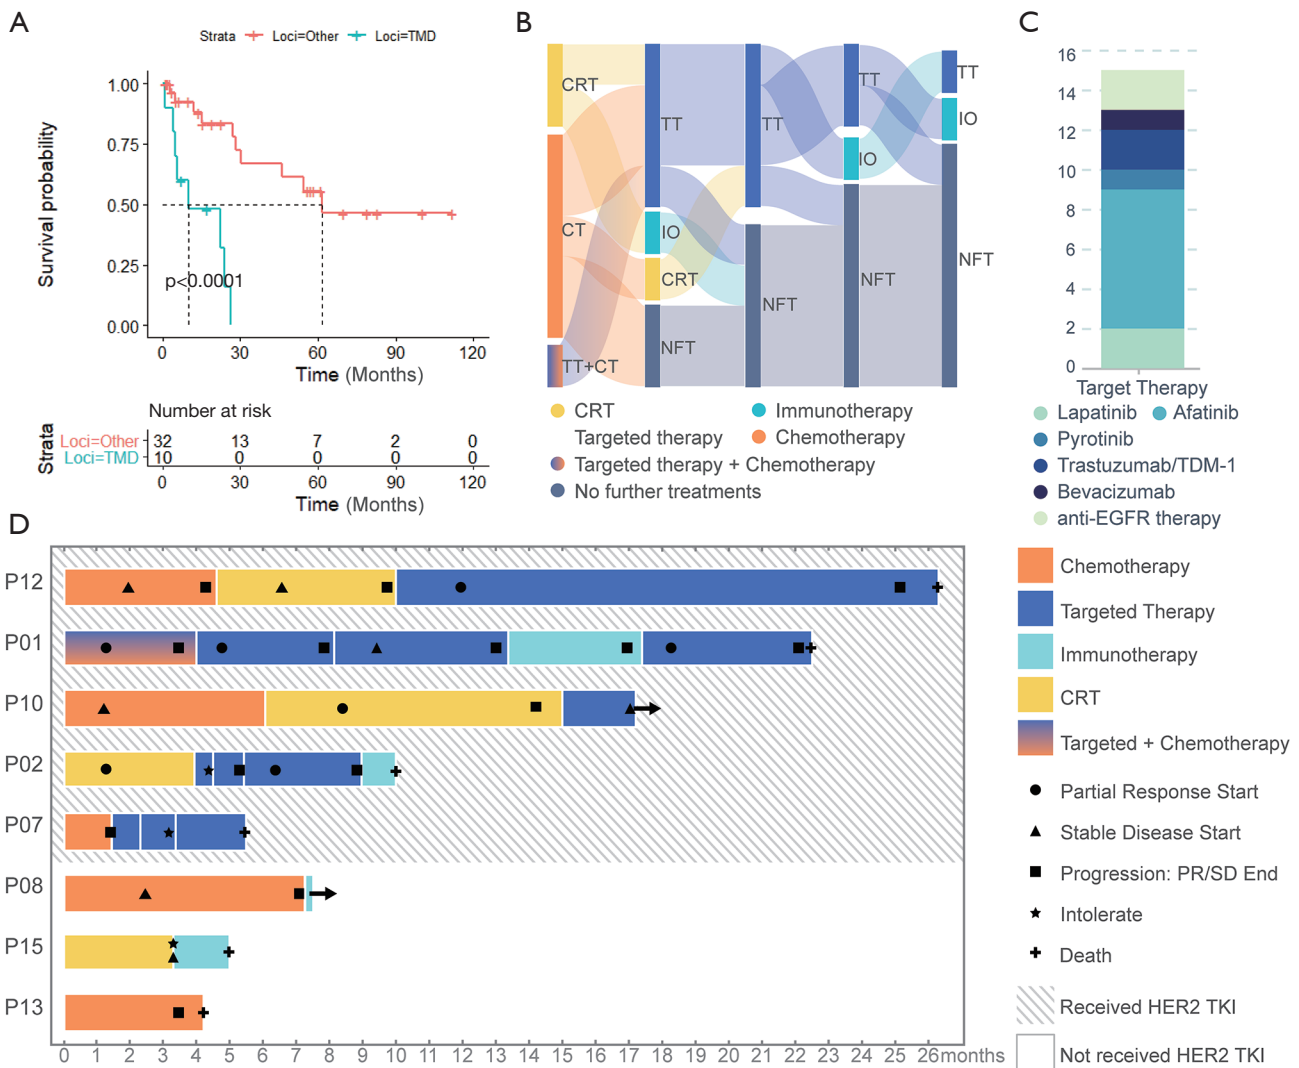 A
Strata Loci=Other Loci=TMD
Survival probability
1.00
0.75
0.50
0.25
0.00
p<0.0001
0 30 60 90 120
Time (Months)
Number at risk
Strata
Loci=Other 32 13 7 2 0
Loci=TMD 10 0 0 0 0
0 30 60 90 120
Time (Months)
B
CRT
CT
TT+CT
TT
IO
CRT
NFT
TT
NFT
TT
IO
NFT
TT
IO
NFT
CRT
Immunotherapy
Targeted therapy
Chemotherapy
Targeted therapy + Chemotherapy
No further treatments
C
16
14
12
10
8
6
4
2
0
Target Therapy
Lapatinib Afatinib
Pyrotinib
Trastuzumab/TDM-1
Bevacizumab
anti-EGFR therapy
D
P12
P01
P10
P02
P07
P08
P15
P13
0 1 2 3 4 5 6 7 8 9 10 11 12 13 14 15 16 17 18 19 20 21 22 23 24 25 26months
Chemotherapy
Targeted Therapy
Immunotherapy
CRT
Targeted + Chemotherapy
Partial Response Start
Stable Disease Start
Progression: PR/SD End
Intolerate
Death
Received HER2 TKI
Not received HER2 TKI